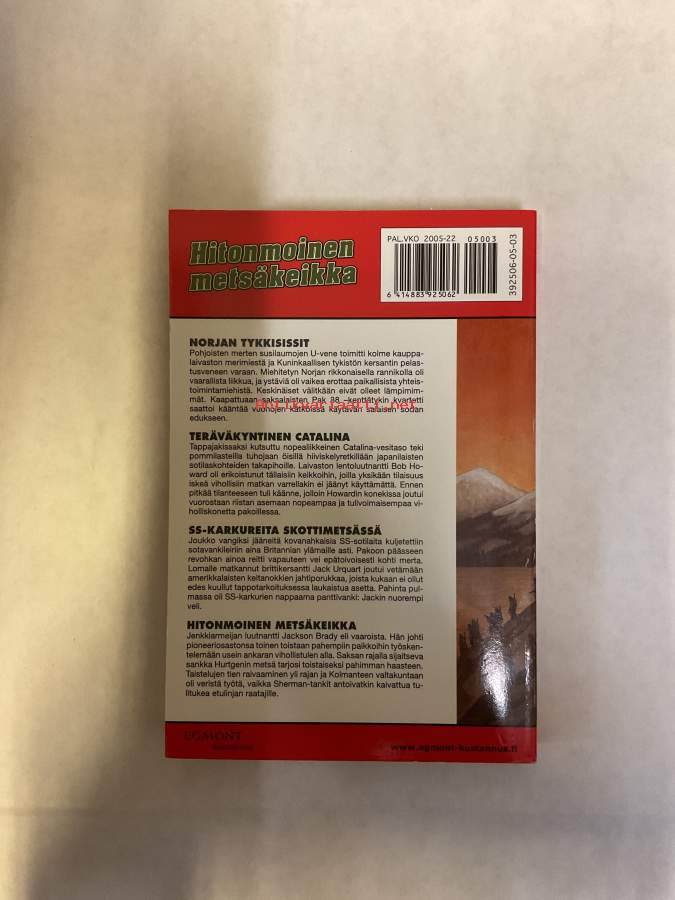 Hitonmoinen
metsäkeikka
PAL.VKO 2005-22
05003
6 414883 925062
392506-05-03
NORJAN TYKKISISSIT
Pohjoisten merten susilaumojen U-vene toimitti kolme kauppa-
laivaston merimiestä ja Kuninkaallisen tykistön kersantin pelas-
tusveneen varaan. Miehitetyn Norjan rikkonaisella rannikolla oli
vaarallista liikkua, ja ystäviä oli vaikea erottaa paikallisista yhteis-
toimintamiehistä. Keskinäiset välitkään eivät olleet lämpimim-
mät. Kaapattuaan saksalaisten Pak 38 -kenttätykin kvartetti
saattoi kääntää vuonojen kätköissä käytävän salaisen sodan
edukseen.
antikvariaatti.net
TERÄVÄKYNTINEN CATALINA
Tappajakissaksi kutsuttu nopealiikkeinen Catalina-vesitaso teki
pommilasteilla tuhojaan öisillä hiiviskelyretkillään japanilaisten
sotilaskohteiden takapihoille. Laivaston lentoluutnantti Bob Ho-
ward oli erikoistunut tällaisiin keikkoihin, joilla yksikään tilaisuus
iskeä vihollisiin matkan varrellakin ei jäänyt käyttämättä. Ennen
pitkää tilanteeseen tuli käänne, jolloin Howardin konekissa joutui
vuorostaan riistan asemaan nopeampaa ja tulivoimaisempaa vi-
holliskonetta pakoillessa.
SS-KARKUREITA SKOTTIMETSÄSSÄ
Joukko vangiksi jääneitä kovanahkaisia SS-sotilaita kuljetettiin
sotavankileiriin aina Britannian ylämaille asti. Pakoon päässeen
revohkan ainoa reitti vapauteen vei epätoivoisesti kohti merta.
Lomalle matkannut brittikersantti Jack Urquart joutui vetämään
amerikkalaisten keltanokkien jahtiporukkaa, joista kukaan ei ollut
edes kuullut tappotarkoituksessa laukaistua asetta. Pahinta pul-
massa oli SS-karkurien nappaama panttivanki: Jackin nuorempi
veli.
HITONMOINEN METSÄKEIKKA
Jenkkiarmeijan luutnantti Jackson Brady eli vaaroista. Hän johti
pioneeriosastonsa toinen toistaan pahempiin paikkoihin työsken-
telemään usein ankaran vihollistulen alla. Saksan rajalla sijaitseva
sankka Hurtgenin metsä tarjosi toistaiseksi pahimman haasteen.
Taistelujen tien raivaaminen yli rajan ja Kolmanteen valtakuntaan
oli veristä työtä, vaikka Sherman-tankit antoivatkin kaivattua tu-
litukea etulinjan raatajille.
EGMONT
www.egmont-kustannus.fi